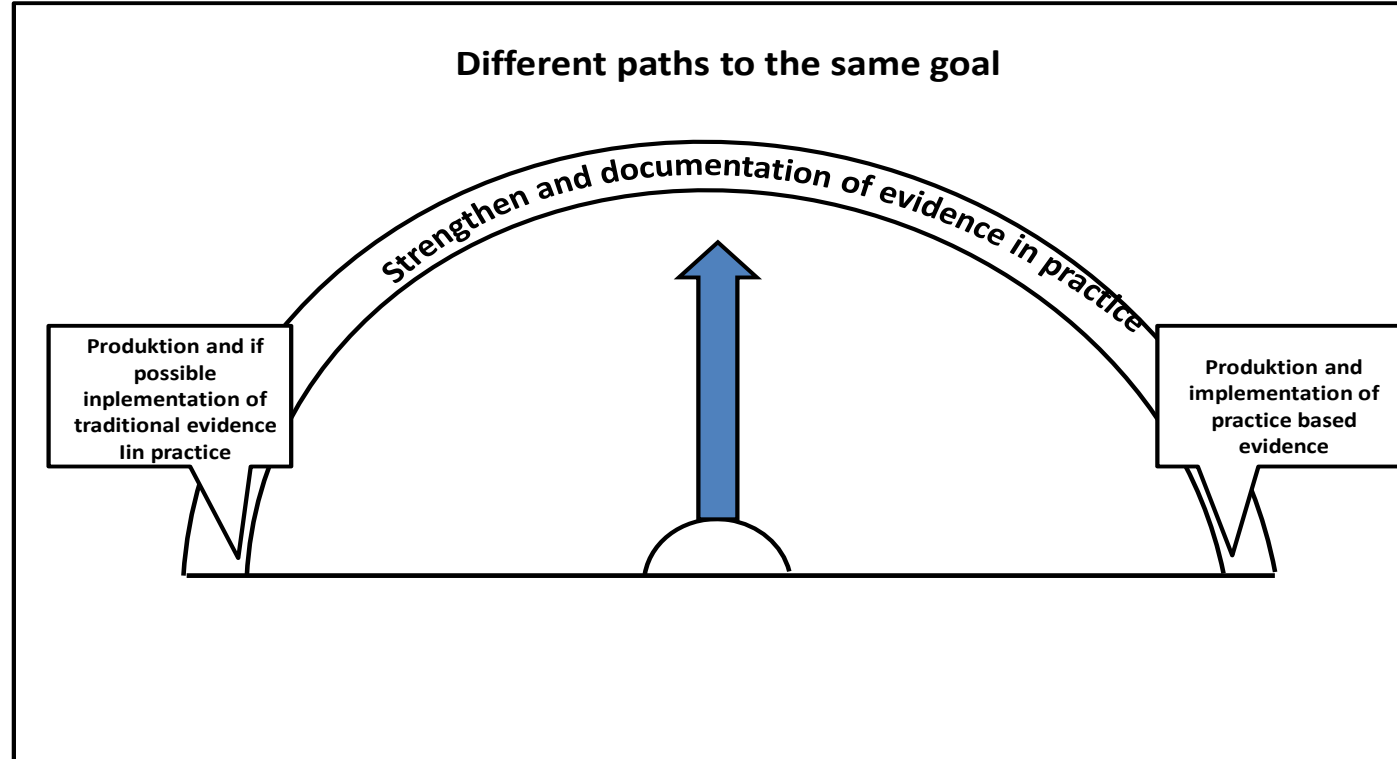 Different paths to the same goal
Strengthen and documentation of evidence in practice
Produktion and if
possible
inplementation of
traditional evidence
Iin practice
Produktion and
implementation of
practice based
evidence